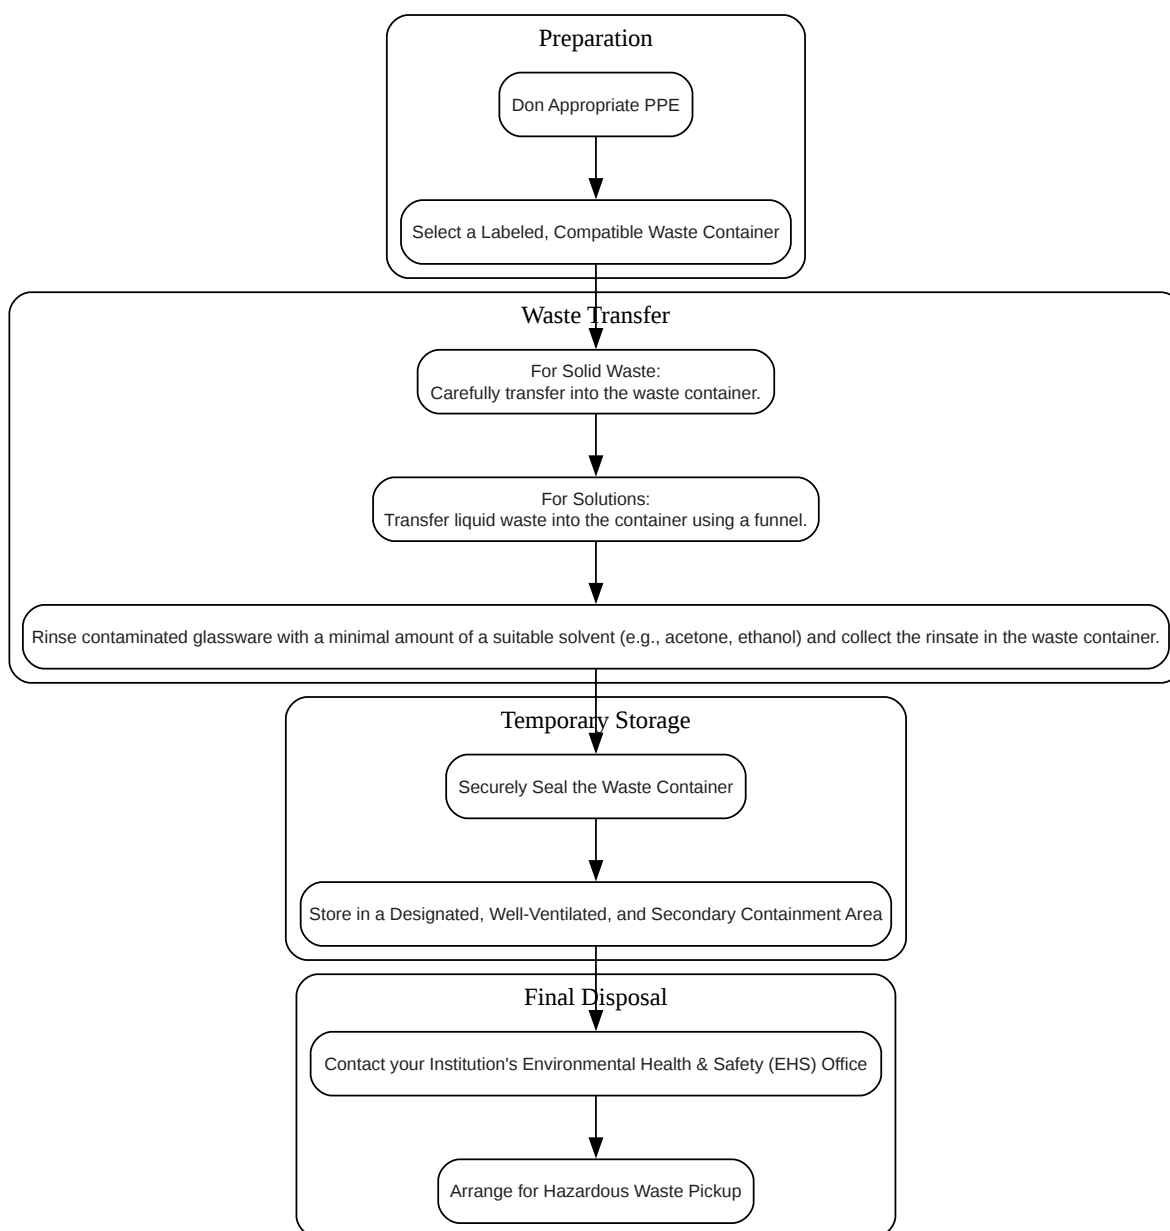 Preparation
Don Appropriate PPE
Select a Labeled, Compatible Waste Container
Waste Transfer
For Solid Waste:
Carefully transfer into the waste container.
For Solutions:
Transfer liquid waste into the container using a funnel.
Rinse contaminated glassware with a minimal amount of a suitable solvent (e.g., acetone, ethanol) and collect the rinsate in the waste container.
Temporary Storage
Securely Seal the Waste Container
Store in a Designated, Well-Ventilated, and Secondary Containment Area
Final Disposal
Contact your Institution's Environmental Health & Safety (EHS) Office
Arrange for Hazardous Waste Pickup